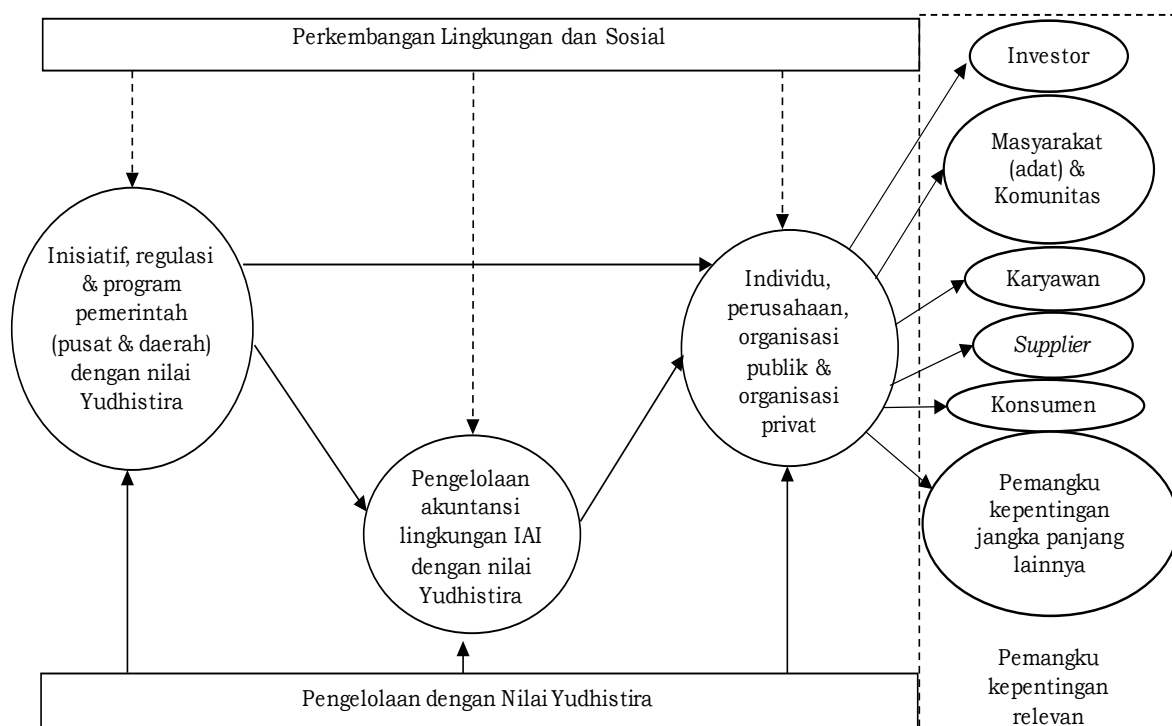 Perkembangan Lingkungan dan Sosial
Inisiatif, regulasi
& program
pemerintah
(pusat & daerah)
dengan nilai
Yudhistira
Pengelolaan
akuntansi
lingkungan IAI
dengan nilai
Yudhistira
Individu,
perusahaan,
organisasi
publik &
organisasi
privat
Investor
Masyarakat
(adat) &
Komunitas
Karyawan
Supplier
Konsumen
Pemangku
kepentingan
jangka panjang
lainnya
Pemangku
kepentingan
relevan
Pengelolaan dengan Nilai Yudhistira